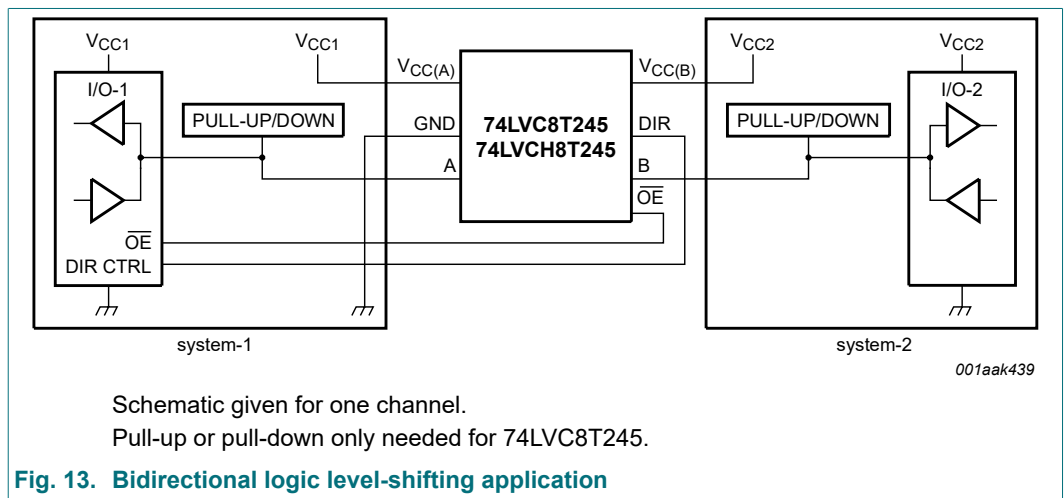 VCC1
VCC1
VCC2
VCC2
VCC(A)
VCC(B)
I/O-1
I/O-2
PULL-UP/DOWN
GND
74LVC8T245
DIR
PULL-UP/DOWN
74LVCH8T245
A
B
OE
OE
DIR CTRL
system-1
system-2
001aak439
Schematic given for one channel.
Pull-up or pull-down only needed for 74LVC8T245.
Fig. 13. Bidirectional logic level-shifting application